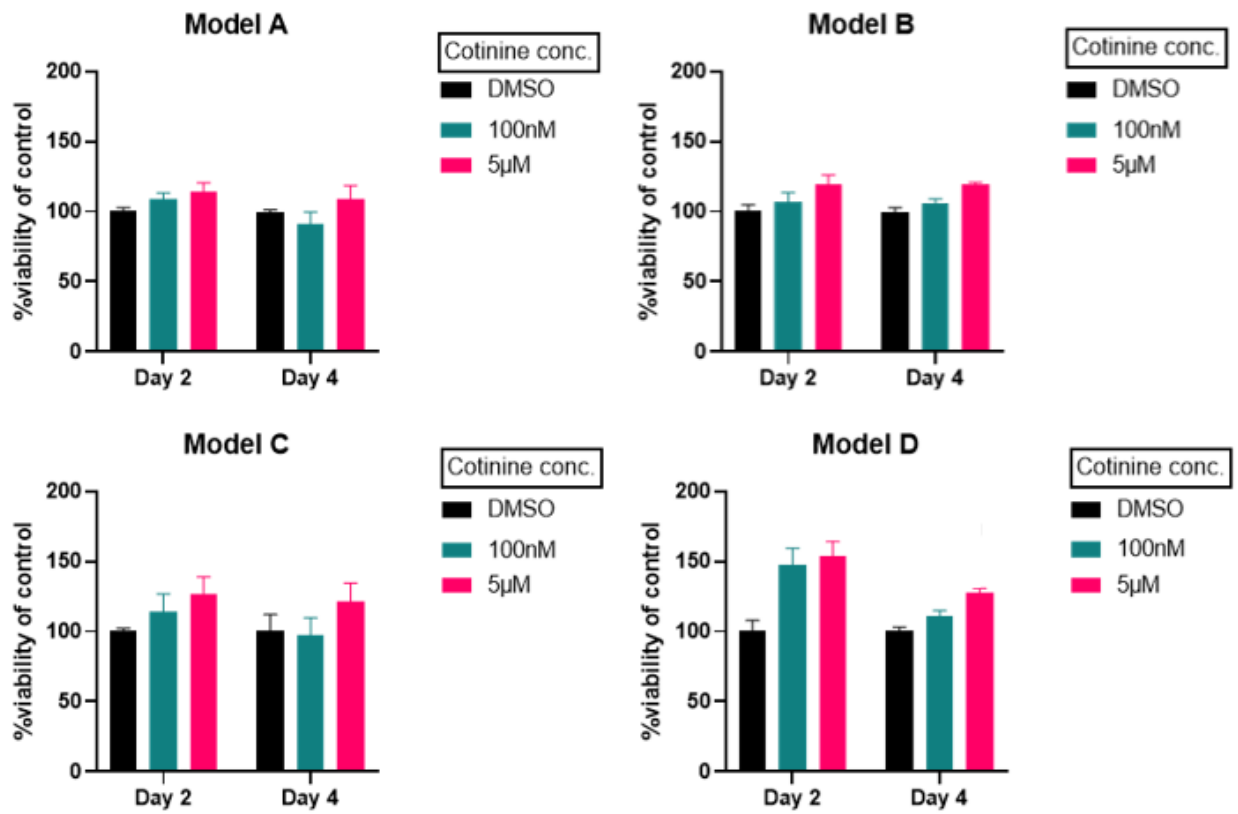 Model A
Cotinine conc.
DMSO
100nM
5µM
%viability of control
200
150
100
50
0
Day 2 Day 4
Model B
Cotinine conc.
DMSO
100nM
5µM
%viability of control
200
150
100
50
0
Day 2 Day 4
Model C
Cotinine conc.
DMSO
100nM
5µM
%viability of control
200
150
100
50
0
Day 2 Day 4
Model D
Cotinine conc.
DMSO
100nM
5µM
%viability of control
200
150
100
50
0
Day 2 Day 4